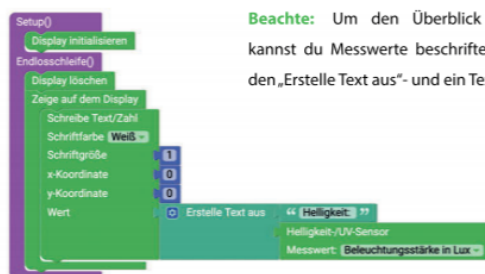 Setup()
Display initialisieren
Endlosschleife()
Display löschen
Zeige auf dem Display
Schreibe Text/Zahl
Schriftfarbe Weiß
Schriftgröße 1
x-Koordinate 0
y-Koordinate 0
Wert Erstelle Text aus “ Helligkeit: ”
Helligkeit-/UV-Sensor
Messwert: Beleuchtungsstärke in Lux
Beachte: Um den Überblick
kannst du Messwerte beschrifte
den „Erstelle Text aus“- und ein Te